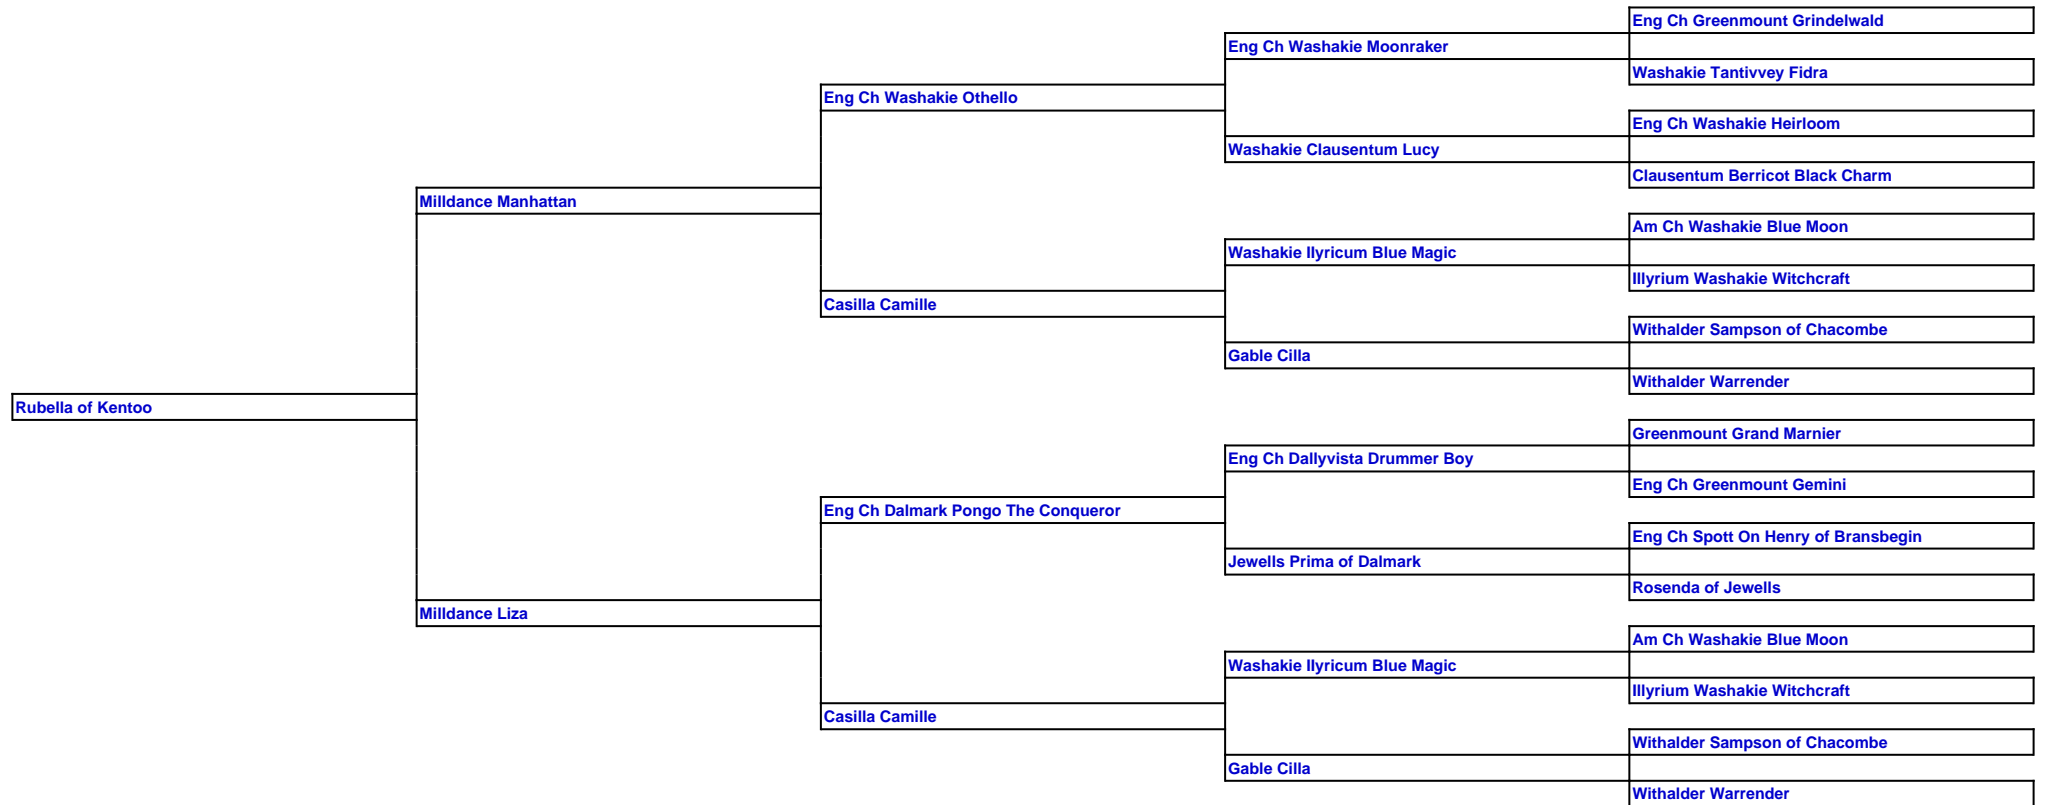 Eng Ch Greenmount Grindelwald
Eng Ch Washakie Moonraker
Washakie Tantivvey Fidra
Eng Ch Washakie Othello
Eng Ch Washakie Heirloom
Washakie Clausentum Lucy
Clausentum Berricot Black Charm
Milldance Manhattan
Am Ch Washakie Blue Moon
Washakie Ilyricum Blue Magic
Illyrium Washakie Witchcraft
Casilla Camille
Withalder Sampson of Chacombe
Gable Cilla
Withalder Warrender
Rubella of Kentoo
Greenmount Grand Marnier
Eng Ch Dallyvista Drummer Boy
Eng Ch Greenmount Gemini
Eng Ch Dalmark Pongo The Conqueror
Eng Ch Spott On Henry of Bransbegin
Jewells Prima of Dalmark
Rosenda of Jewells
Milldance Liza
Am Ch Washakie Blue Moon
Washakie Ilyricum Blue Magic
Illyrium Washakie Witchcraft
Casilla Camille
Withalder Sampson of Chacombe
Gable Cilla
Withalder Warrender